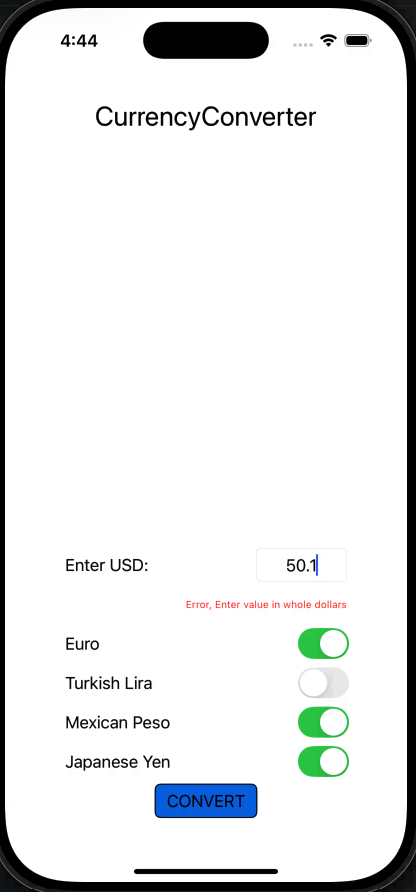 4:44
CurrencyConverter
Enter USD: 50.1
Error, Enter value in whole dollars
Euro
Turkish Lira
Mexican Peso
Japanese Yen
CONVERT